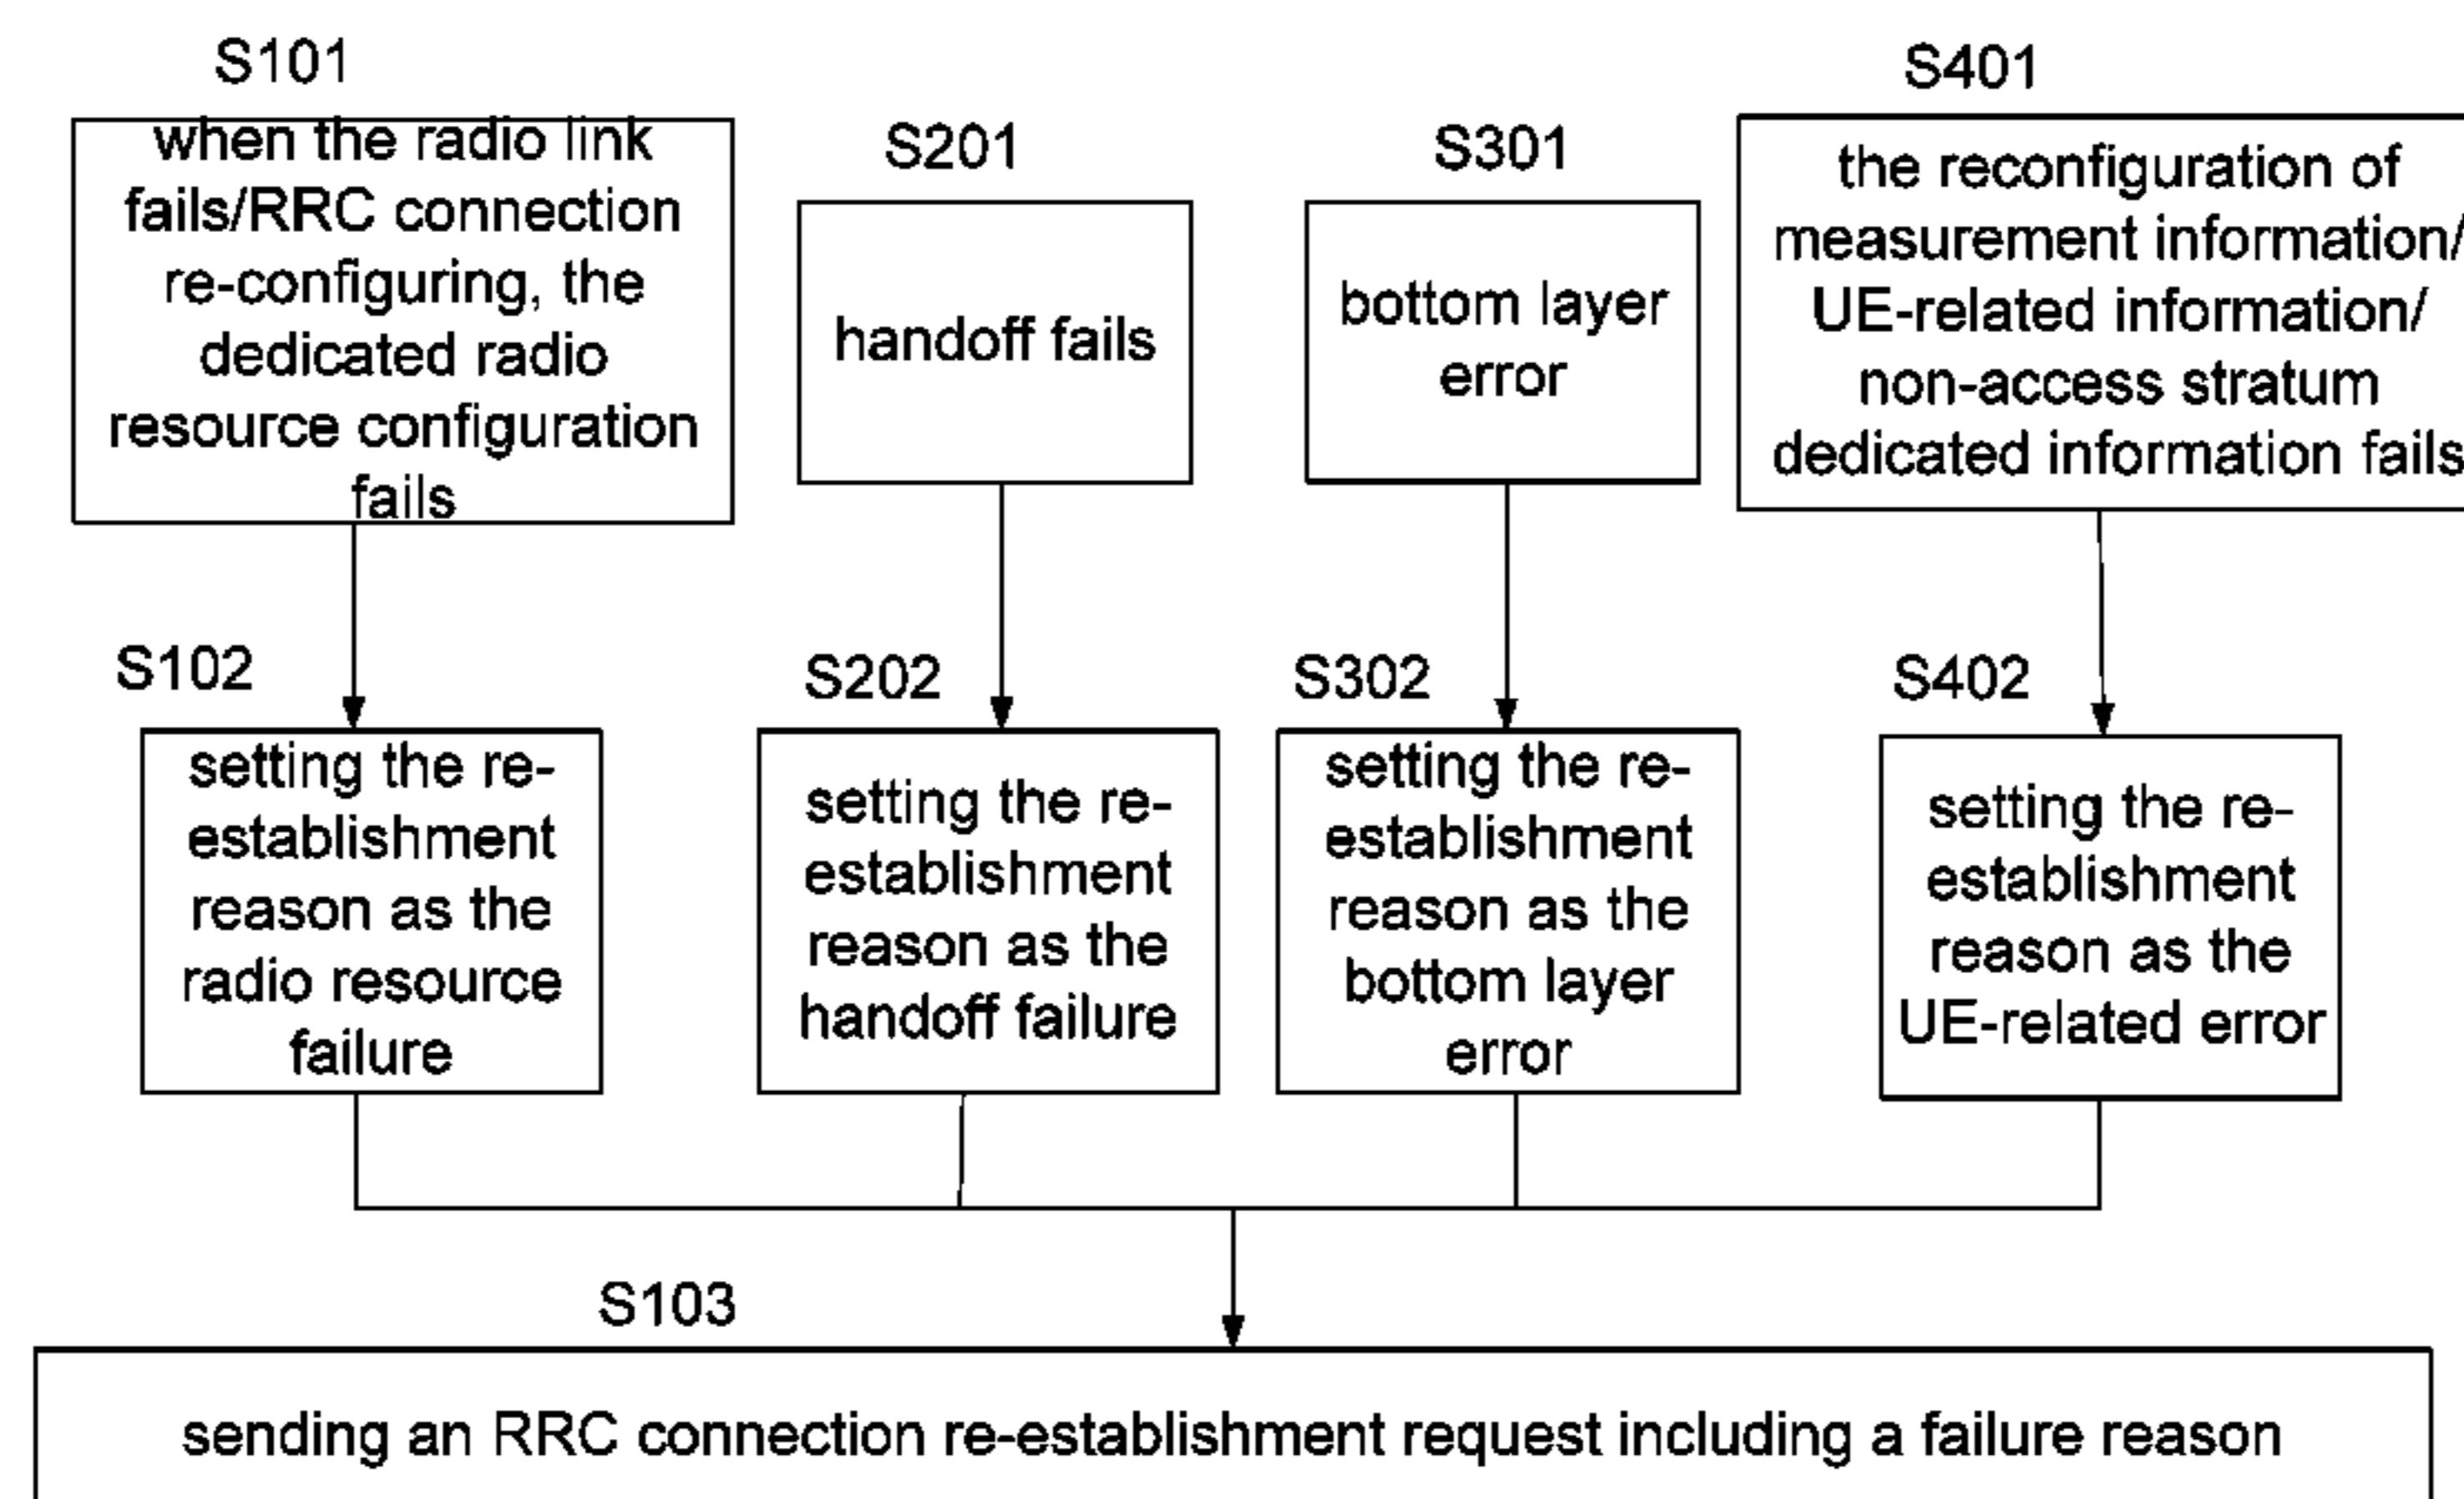 S101
when the radio link
fails/RRC connection
re-configuring, the
dedicated radio
resource configuration
fails
S201
handoff fails
S301
bottom layer
error
S401
the reconfiguration of
measurement information/
UE-related information/
non-access stratum
dedicated information fails
S102
setting the re-
establishment
reason as the
radio resource
failure
S202
setting the re-
establishment
reason as the
handoff failure
S302
setting the re-
establishment
reason as the
bottom layer
error
S402
setting the re-
establishment
reason as the
UE-related error
S103
sending an RRC connection re-establishment request including a failure reason